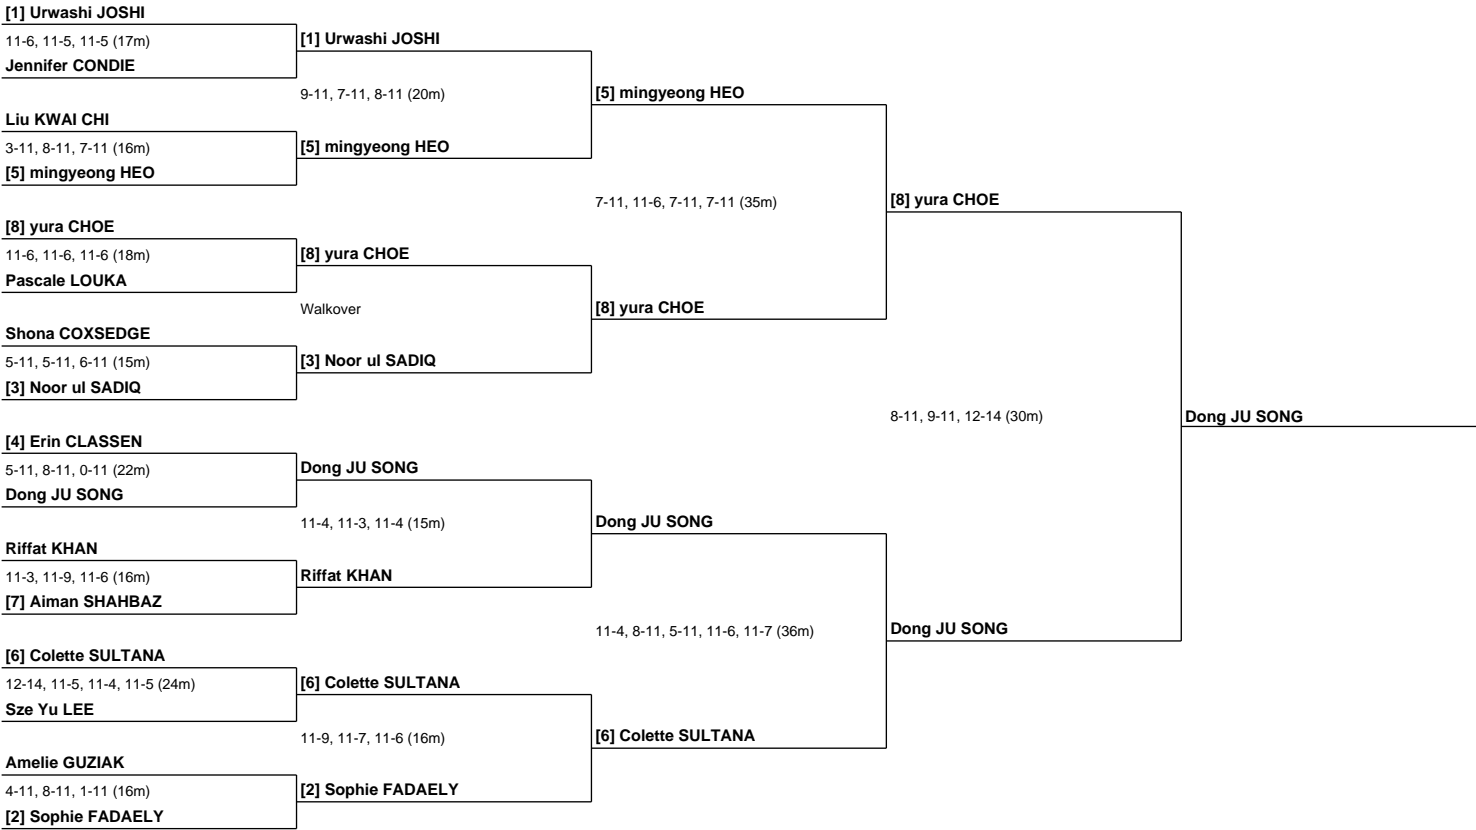 [1] Urwashi JOSHI
11-6, 11-5, 11-5 (17m)
Jennifer CONDIE
Liu KWAI CHI
3-11, 8-11, 7-11 (16m)
[5] mingyeong HEO
[8] yura CHOE
11-6, 11-6, 11-6 (18m)
Pascale LOUKA
Shona COXSEDGE
5-11, 5-11, 6-11 (15m)
[3] Noor ul SADIQ
[4] Erin CLASSEN
5-11, 8-11, 0-11 (22m)
Dong JU SONG
Riffat KHAN
11-3, 11-9, 11-6 (16m)
[7] Aiman SHAHBAZ
[6] Colette SULTANA
12-14, 11-5, 11-4, 11-5 (24m)
Sze Yu LEE
Amelie GUZIAK
4-11, 8-11, 1-11 (16m)
[2] Sophie FADAELY
[1] Urwashi JOSHI
9-11, 7-11, 8-11 (20m)
[5] mingyeong HEO
[8] yura CHOE
Walkover
[3] Noor ul SADIQ
Dong JU SONG
11-4, 11-3, 11-4 (15m)
Riffat KHAN
[6] Colette SULTANA
11-9, 11-7, 11-6 (16m)
[2] Sophie FADAELY
[5] mingyeong HEO
7-11, 11-6, 7-11, 7-11 (35m)
[8] yura CHOE
Dong JU SONG
11-4, 8-11, 5-11, 11-6, 11-7 (36m)
[6] Colette SULTANA
[8] yura CHOE
8-11, 9-11, 12-14 (30m)
Dong JU SONG
Dong JU SONG